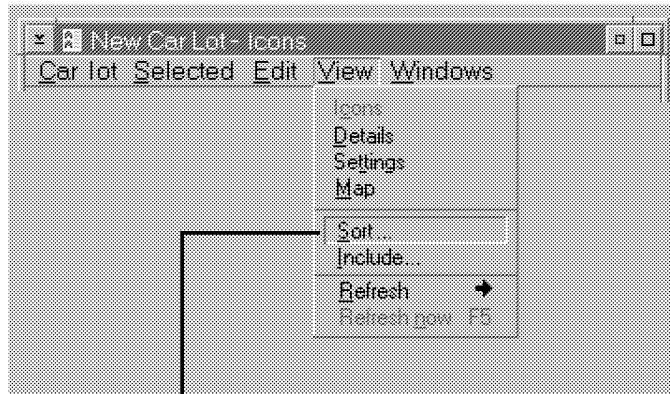 New Car Lot - Icons
Car lot Selected Edit View Windows
Icons
Details
Settings
Map
Sort...
Include...
Refresh
Refresh now F5